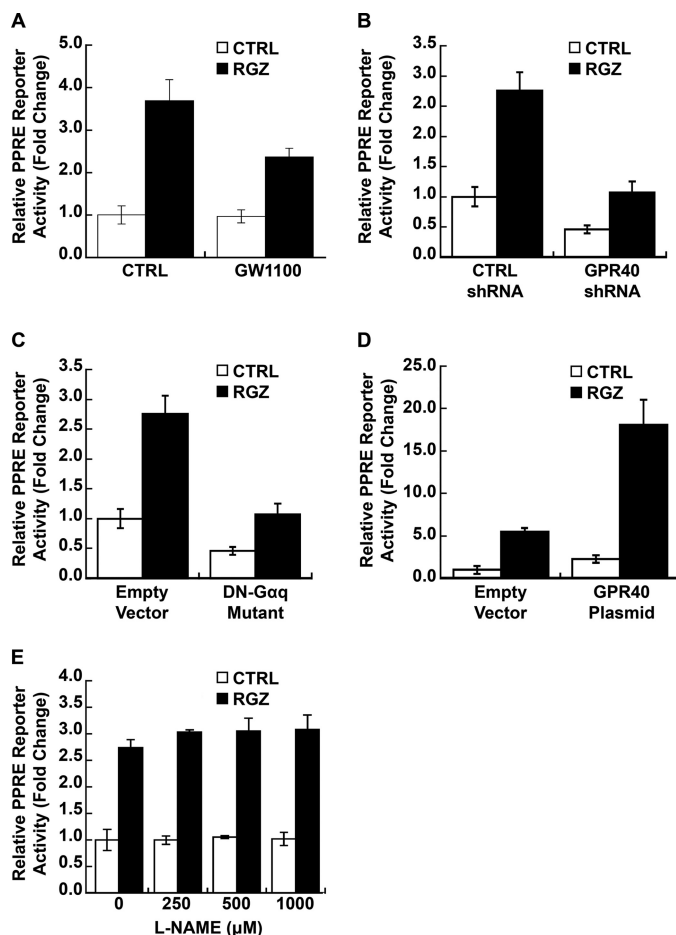 A
Relative PPRE Reporter
Activity (Fold Change)
5.0
4.0
3.0
2.0
1.0
0.0
CTRL
RGZ
CTRL
GW1100
B
Relative PPRE Reporter
Activity (Fold Change)
3.5
3.0
2.5
2.0
1.5
1.0
0.5
0.0
CTRL
RGZ
CTRL
shRNA
GPR40
shRNA
C
Relative PPRE Reporter
Activity (Fold Change)
3.5
3.0
2.5
2.0
1.5
1.0
0.5
0.0
CTRL
RGZ
Empty
Vector
DN-Gαq
Mutant
D
Relative PPRE Reporter
Activity (Fold Change)
25.0
20.0
15.0
10.0
5.0
0.0
CTRL
RGZ
Empty
Vector
GPR40
Plasmid
E
Relative PPRE Reporter
Activity (Fold Change)
4.0
3.5
3.0
2.5
2.0
1.5
1.0
0.5
0.0
CTRL
RGZ
0
250
500
1000
L-NAME (µM)